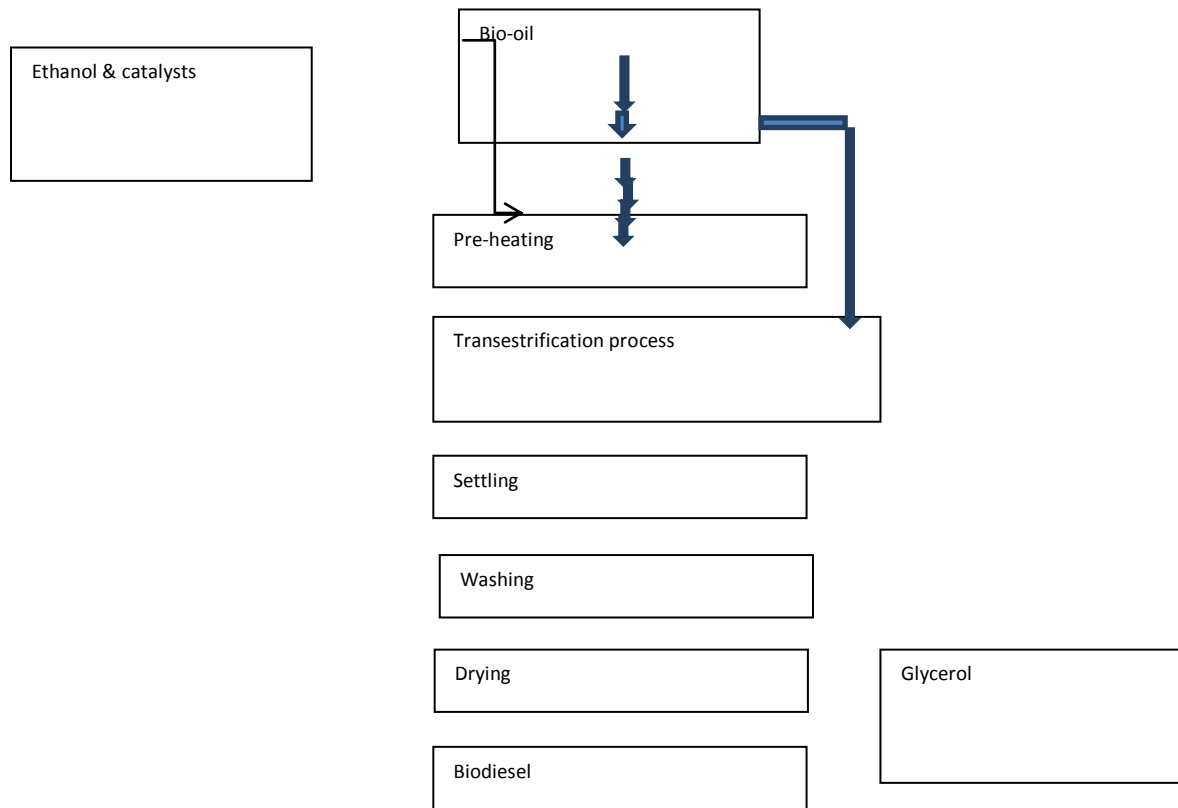 Bio-oil
Ethanol & catalysts
Pre-heating
Transestrification process
Settling
Washing
Drying
Glycerol
Biodiesel